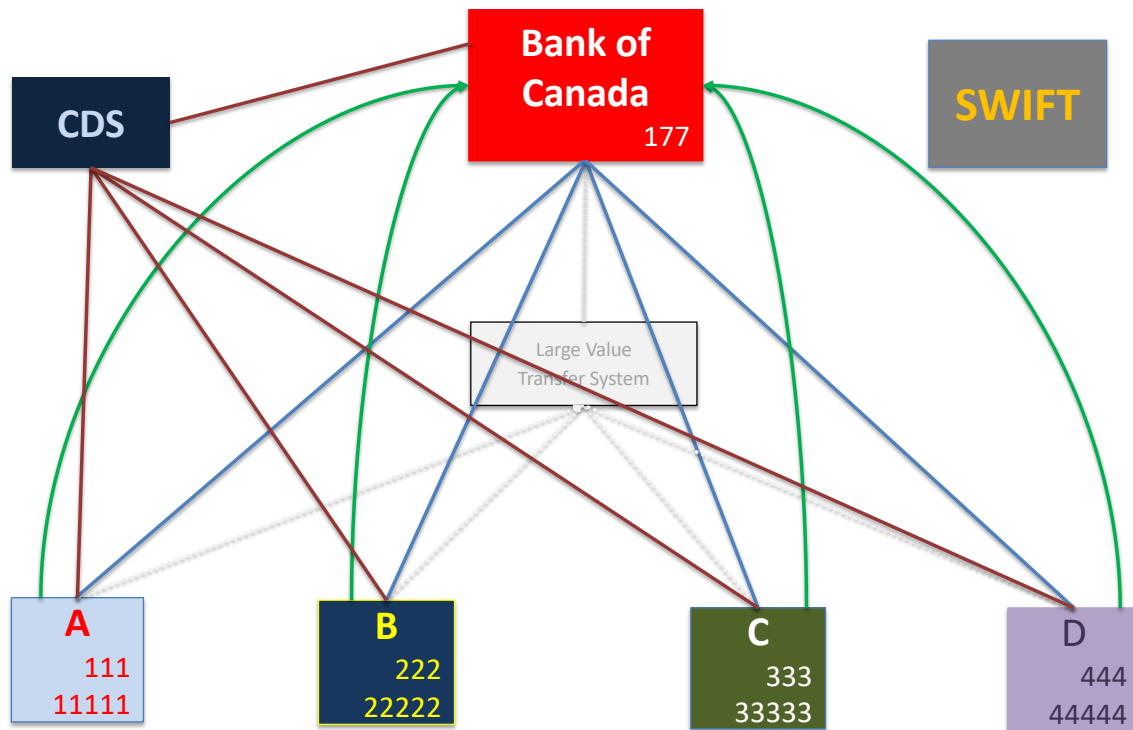 Bank of
Canada
177
CDS
SWIFT
Large Value
Transfer System
A
111
11111
B
222
22222
C
333
33333
D
444
44444